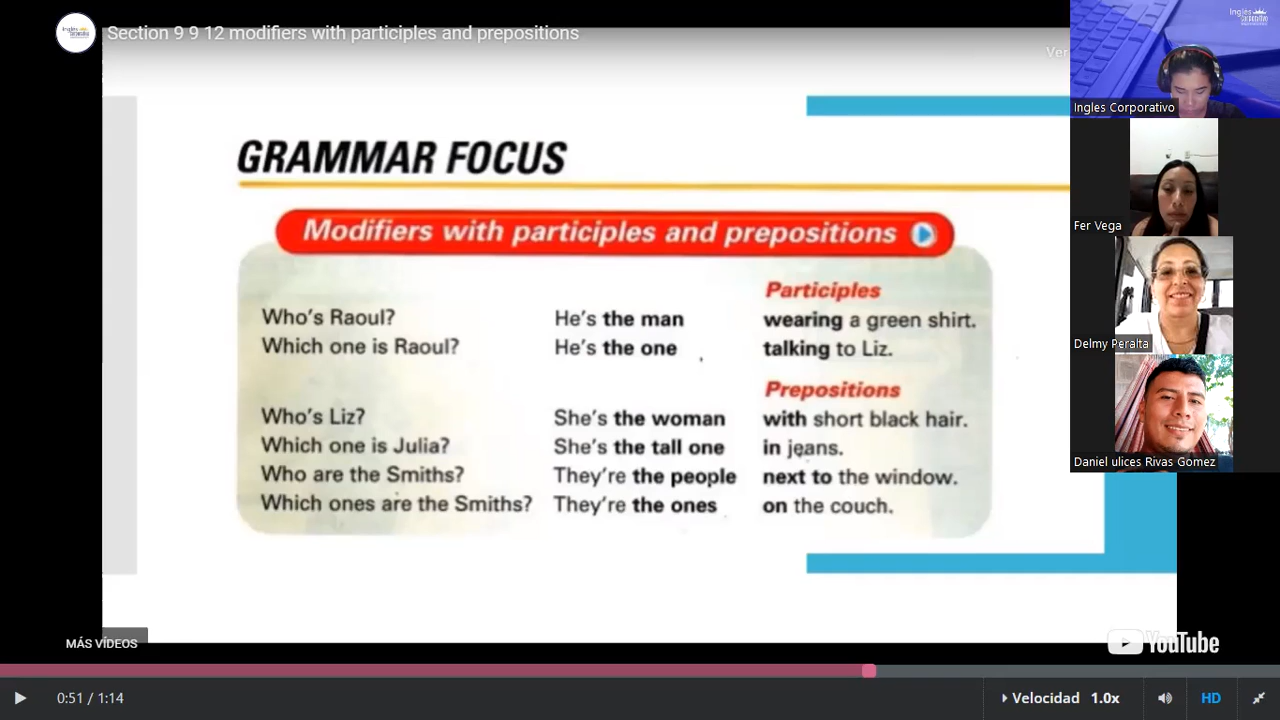 Section 9 9 12 modifiers with participles and prepositions
Ver
GRAMMAR FOCUS
Modifiers with participles and prepositions
Participles
Who's Raoul? He's the man wearing a green shirt.
Which one is Raoul? He's the one talking to Liz.
Prepositions
Who's Liz? She's the woman with short black hair.
Which one is Julia? She's the tall one in jeans.
Who are the Smiths? They're the people next to the window.
Which ones are the Smiths? They're the ones on the couch.
Ingles Corporativo
Fer Vega
Delmy Peralta
Daniel ulices Rivas Gomez
MÁS VÍDEOS
YouTube
0:51 / 1:14
Velocidad 1.0x
HD